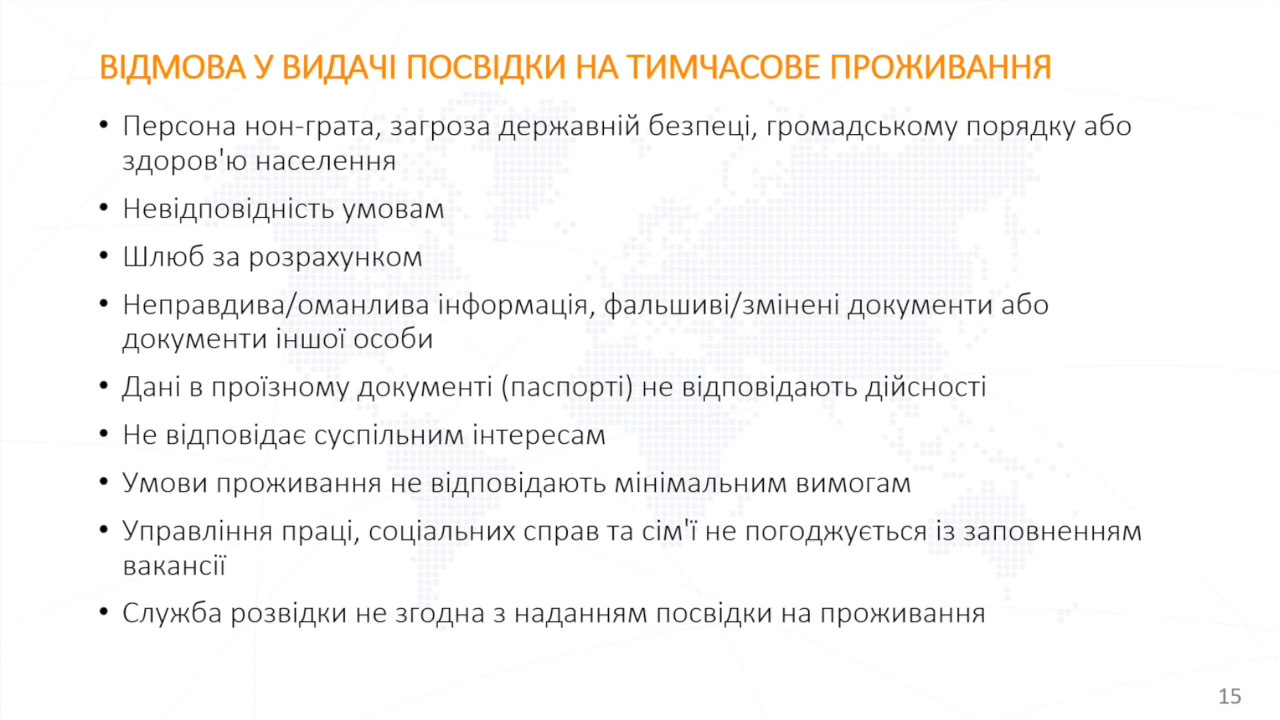 ВІДМОВА У ВИДАЧІ ПОСВІДКИ НА ТИМЧАСОВЕ ПРОЖИВАННЯ
• Персона нон-грата, загроза державній безпеці, громадському порядку або
здоров'ю населення
• Невідповідність умовам
• Шлюб за розрахунком
• Неправдива/оманлива інформація, фальшиві/змінені документи або
документи іншої особи
• Дані в проїзному документі (паспорті) не відповідають дійсності
• Не відповідає суспільним інтересам
• Умови проживання не відповідають мінімальним вимогам
• Управління праці, соціальних справ та сім'ї не погоджується із заповненням
вакансії
• Служба розвідки не згодна з наданням посвідки на проживання
15